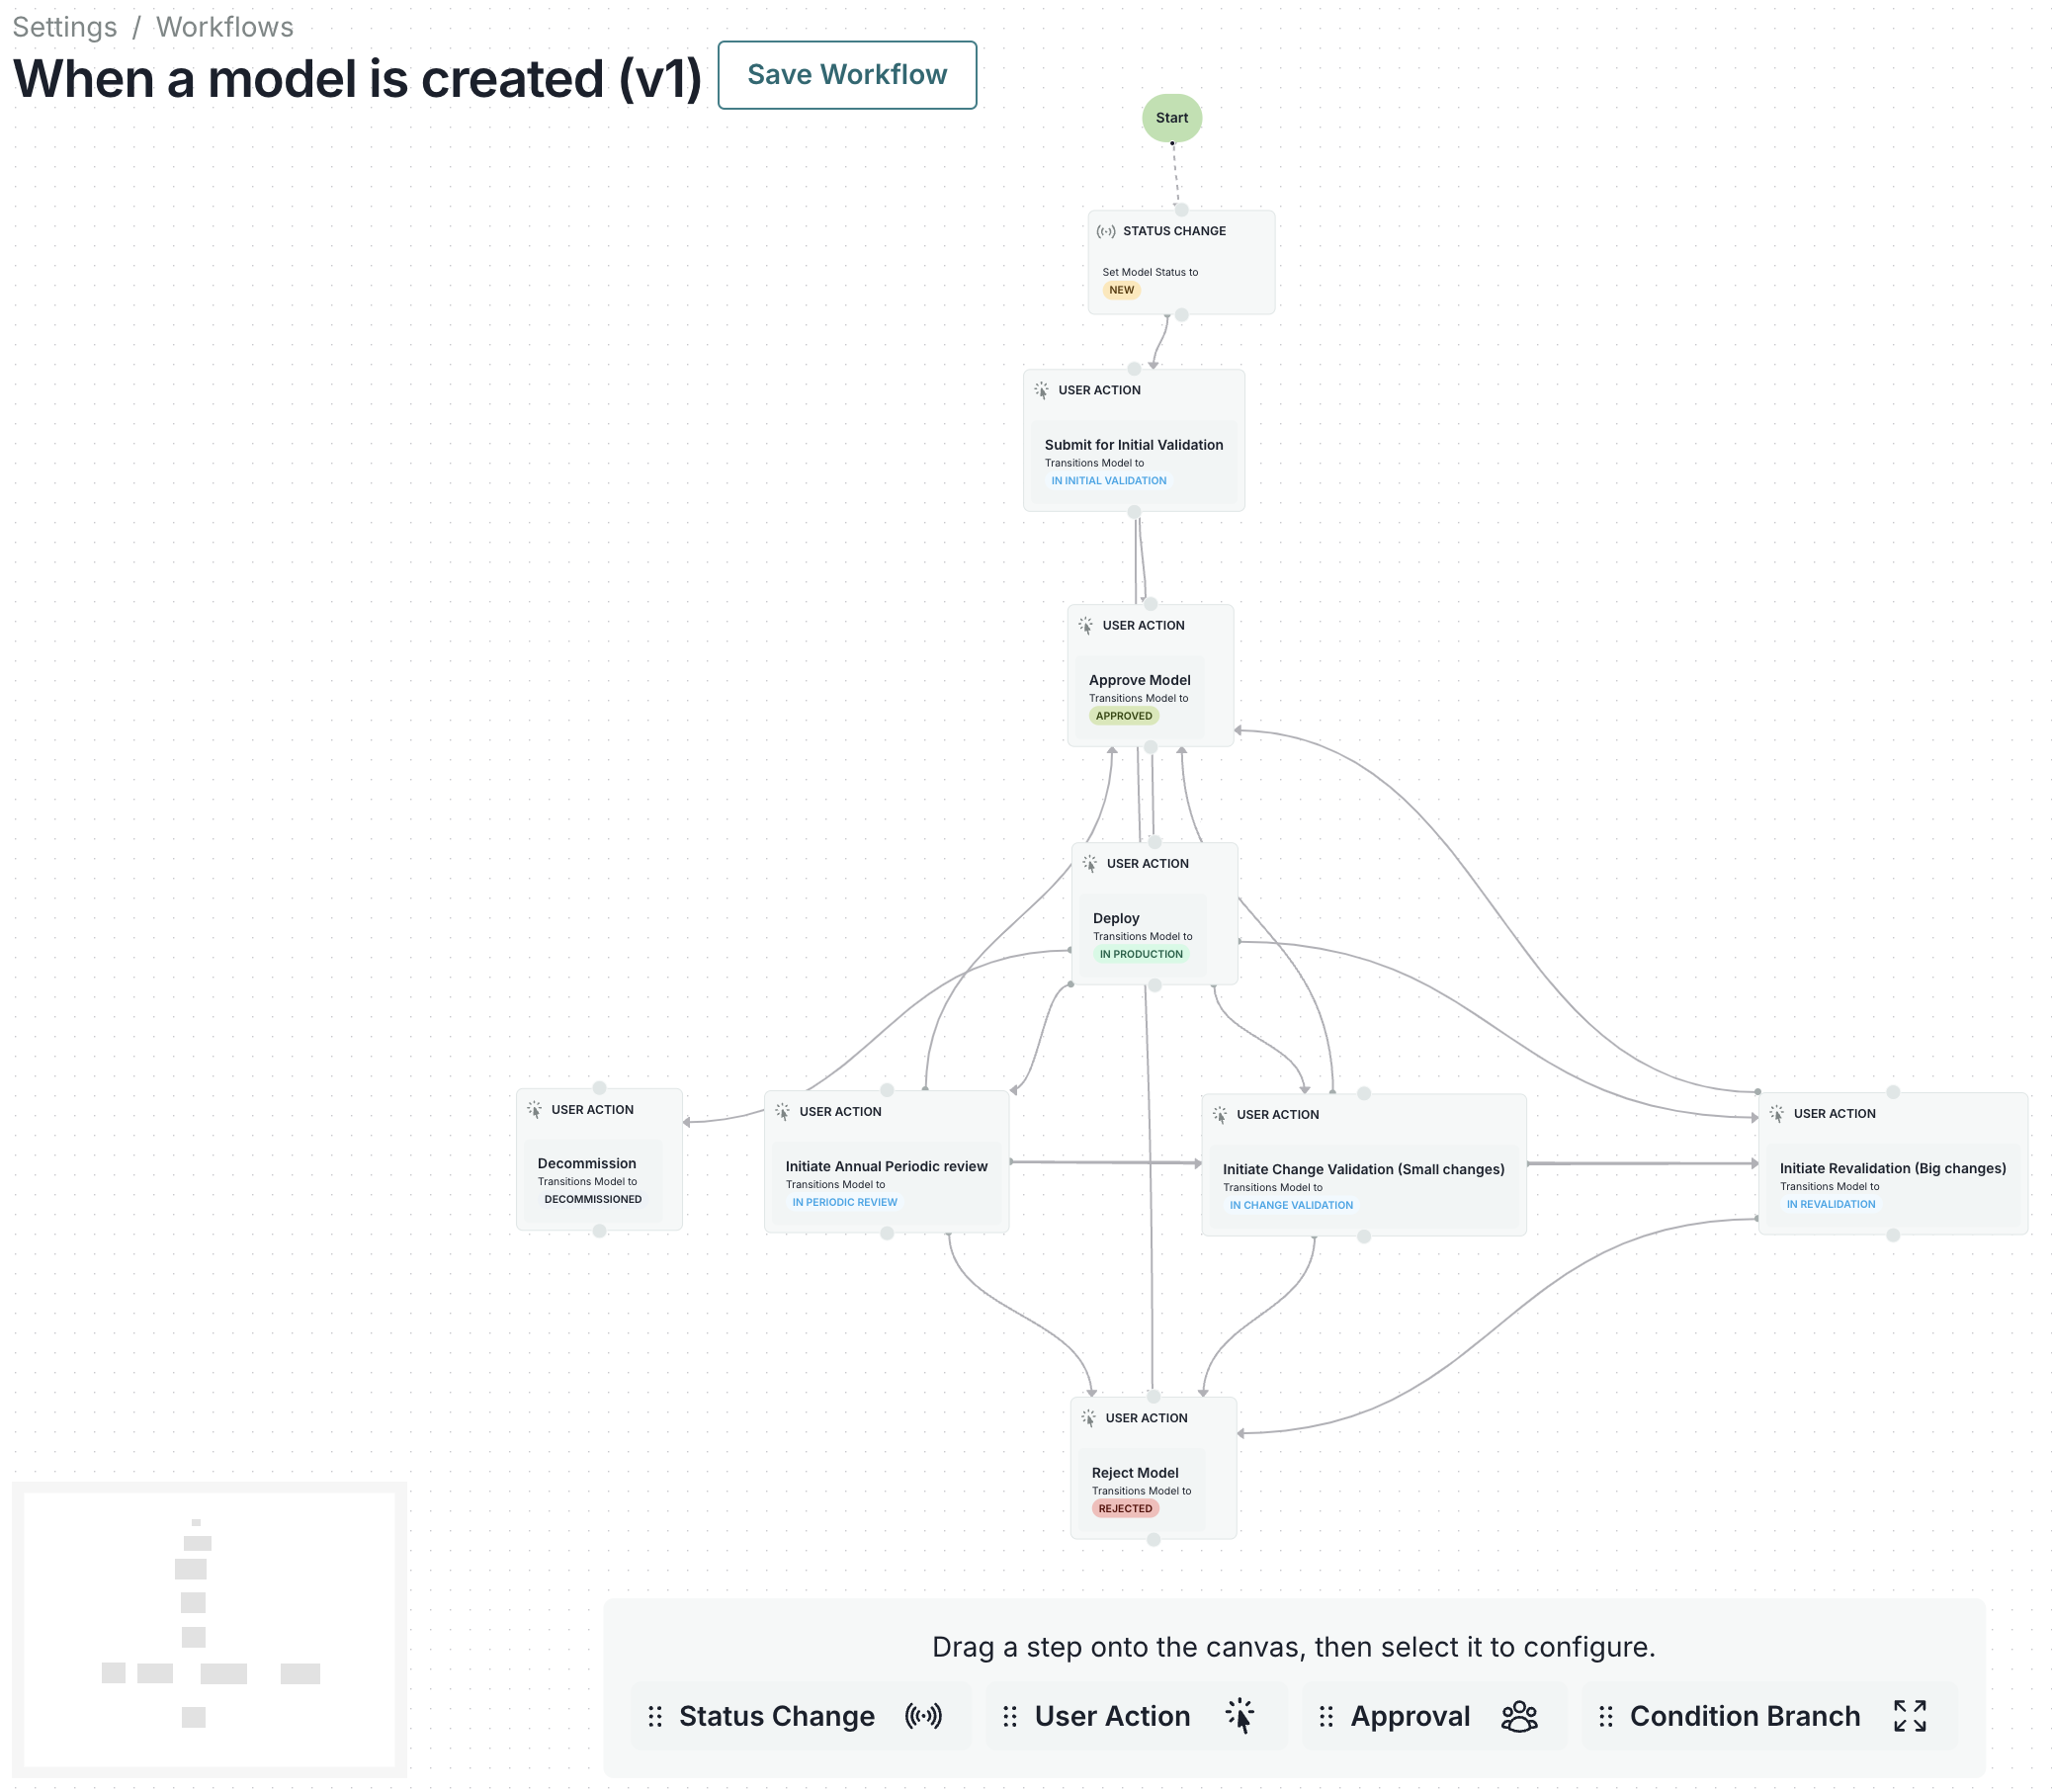 Settings / Workflows
When a model is created (v1)
Save Workflow
Start
STATUS CHANGE
Set Model Status to
NEW
USER ACTION
Submit for Initial Validation
Transitions Model to
IN INITIAL VALIDATION
USER ACTION
Approve Model
Transitions Model to
APPROVED
USER ACTION
Deploy
Transitions Model to
IN PRODUCTION
USER ACTION
Decommission
Transitions Model to
DECOMMISSIONED
USER ACTION
Initiate Annual Periodic review
Transitions Model to
IN PERIODIC REVIEW
USER ACTION
Initiate Change Validation (Small changes)
Transitions Model to
IN CHANGE VALIDATION
USER ACTION
Initiate Revalidation (Big changes)
Transitions Model to
IN REVALIDATION
USER ACTION
Reject Model
Transitions Model to
REJECTED
Drag a step onto the canvas, then select it to configure.
Status Change
User Action
Approval
Condition Branch